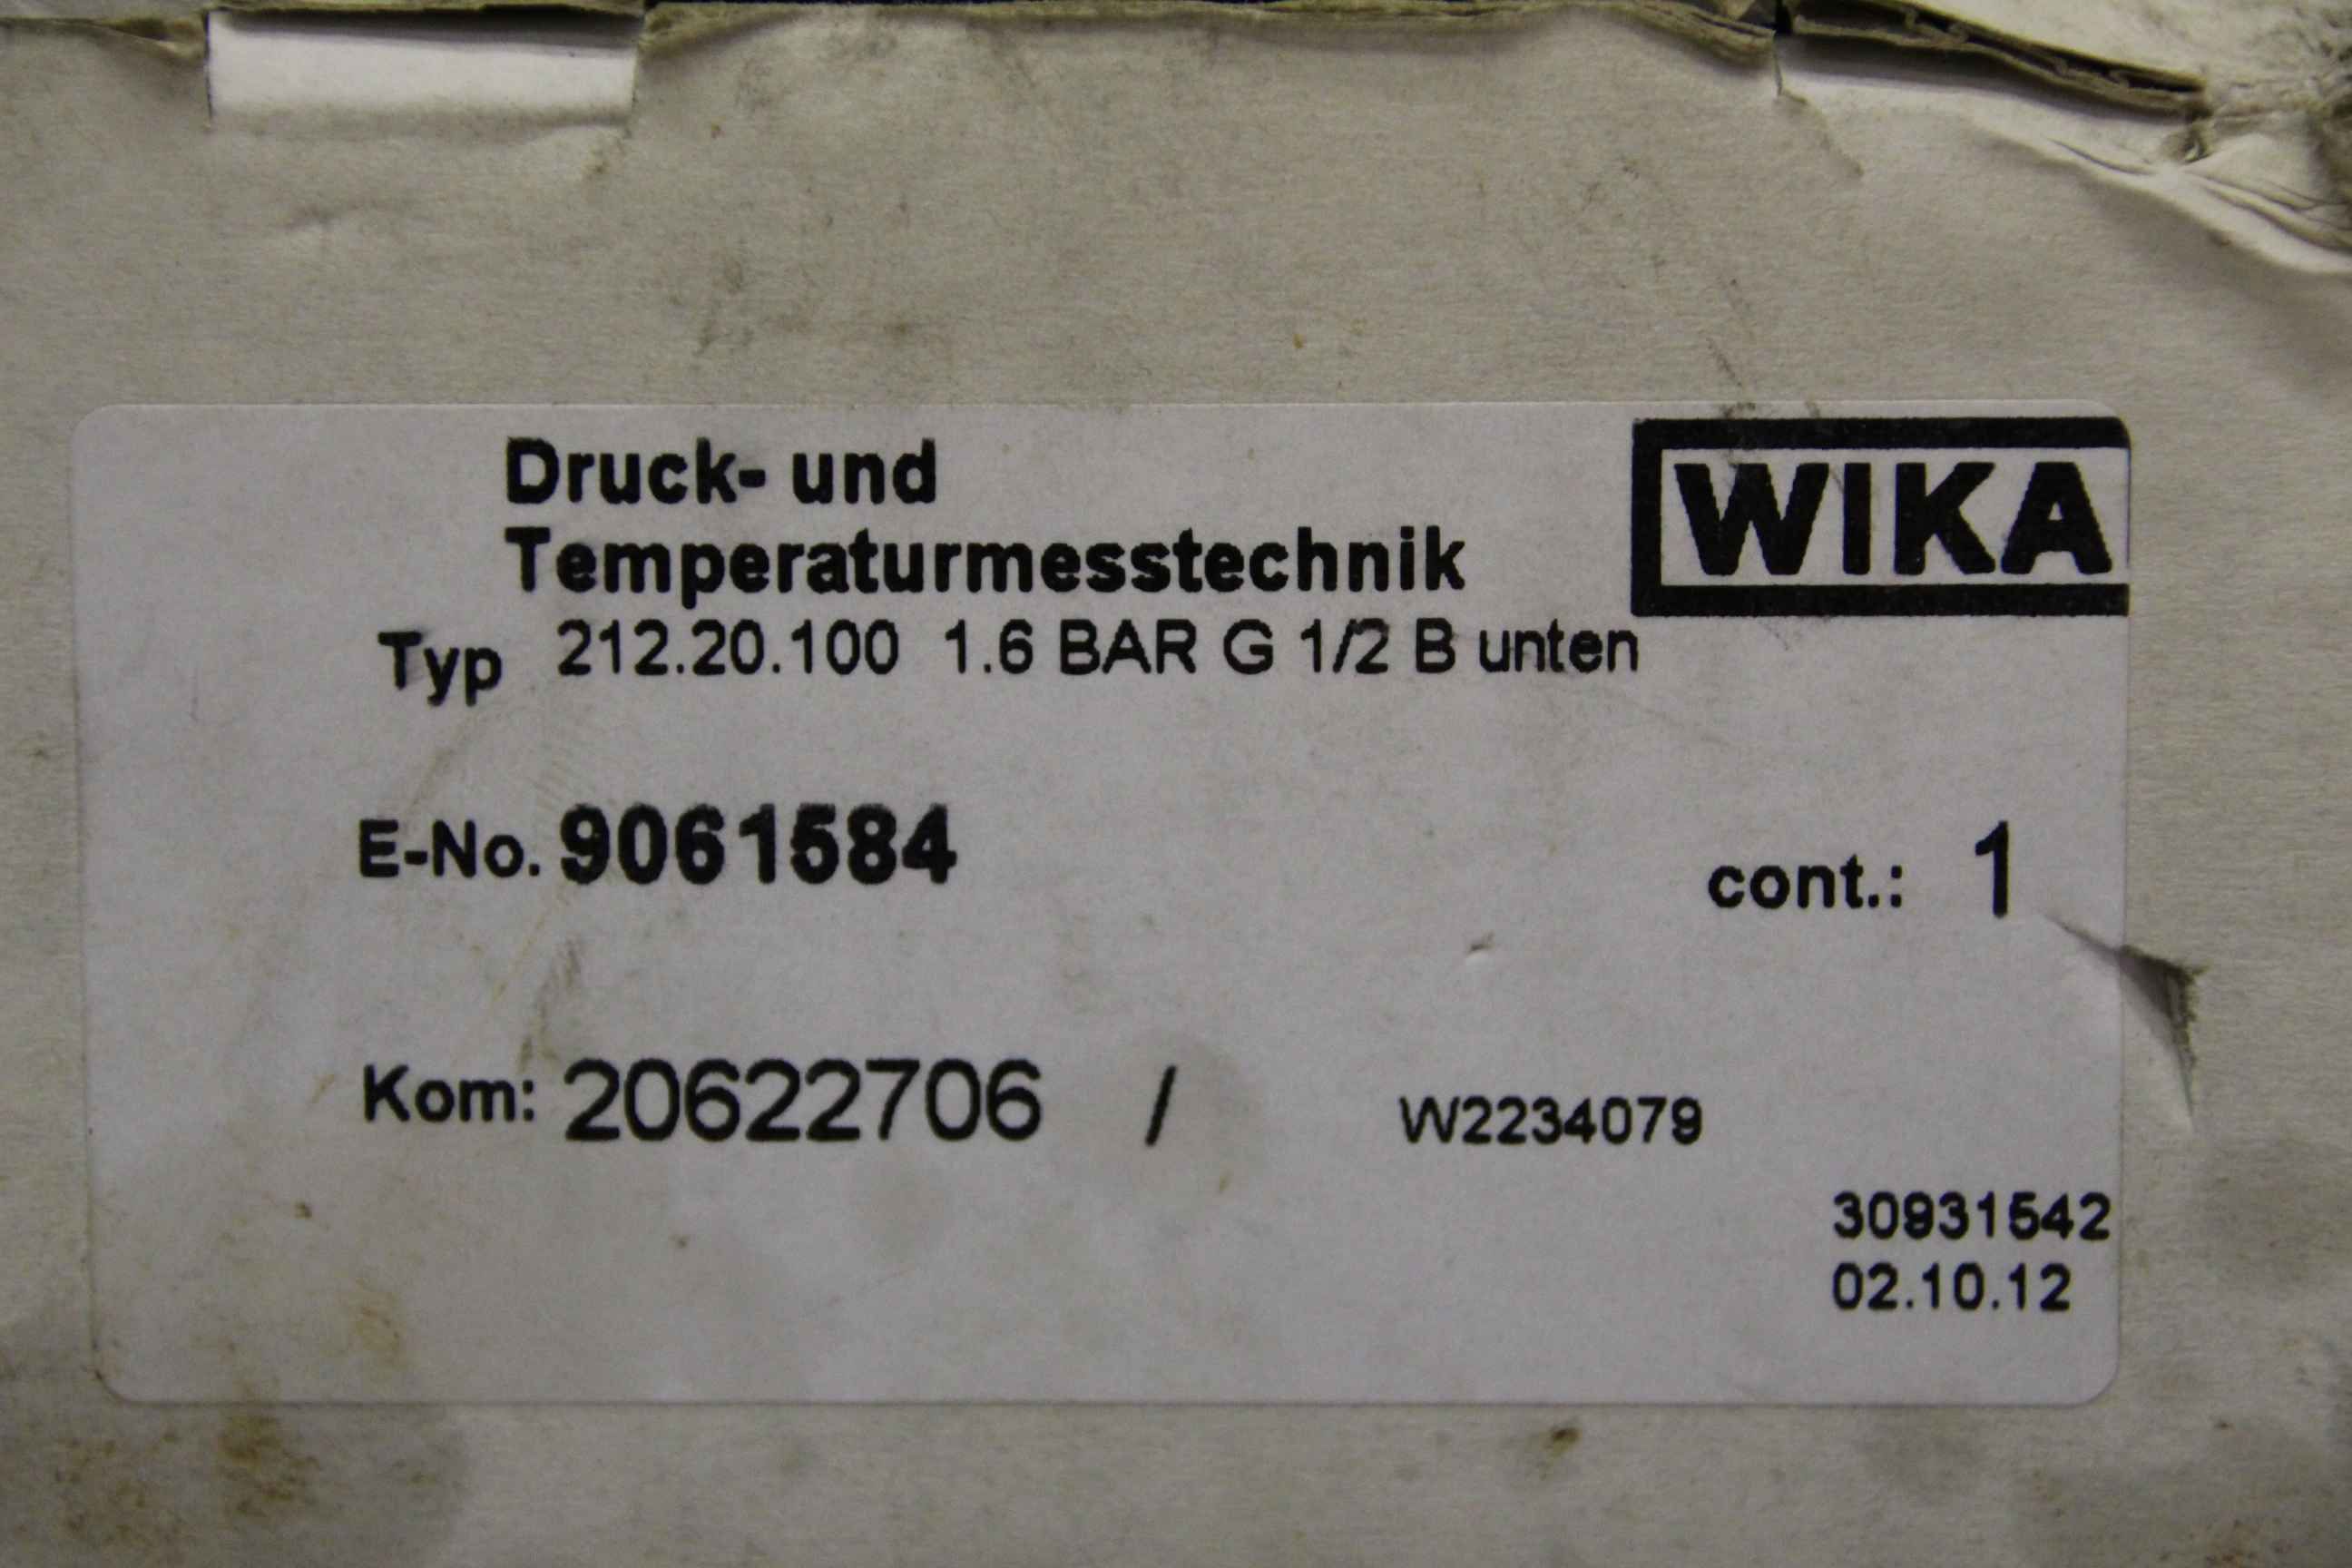 Druck- und
Temperaturmesstechnik
WIKA
Typ 212.20.100 1.6 BAR G 1/2 B unten
E-No. 9061584
cont.: 1
Kom: 20622706 / W2234079
30931542
02.10.12